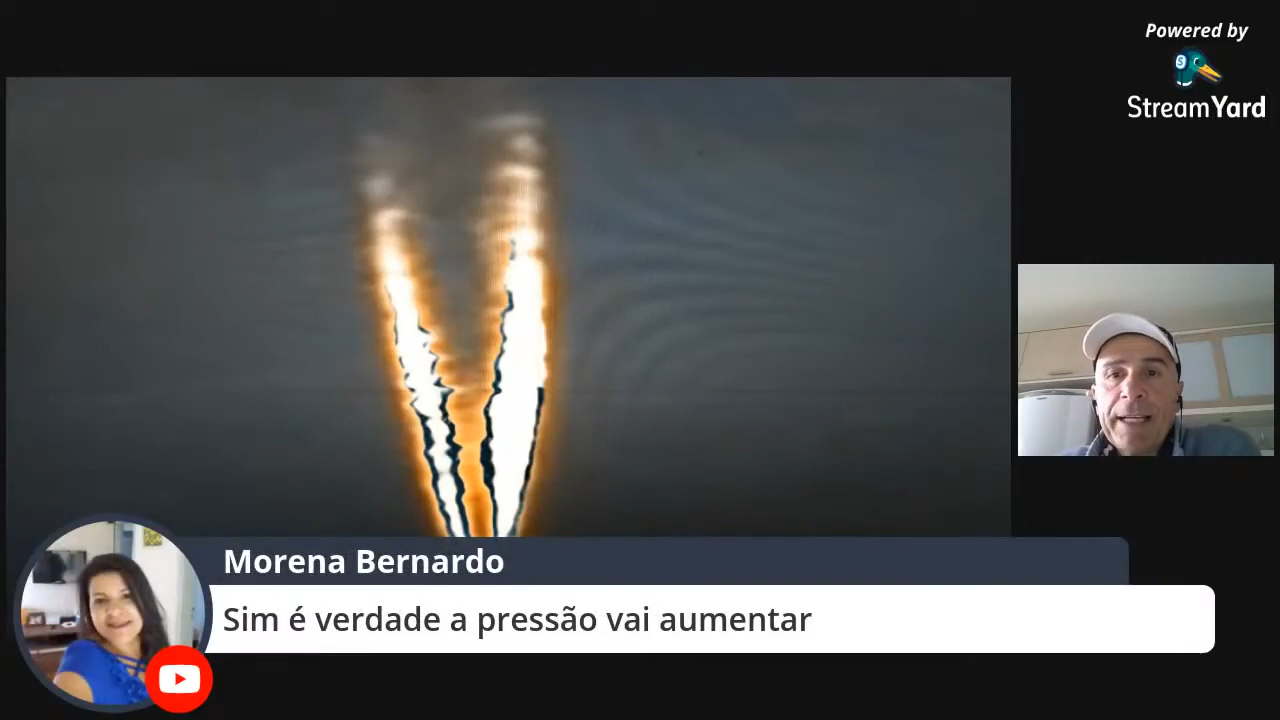 Powered by
StreamYard
Morena Bernardo
Sim é verdade a pressão vai aumentar